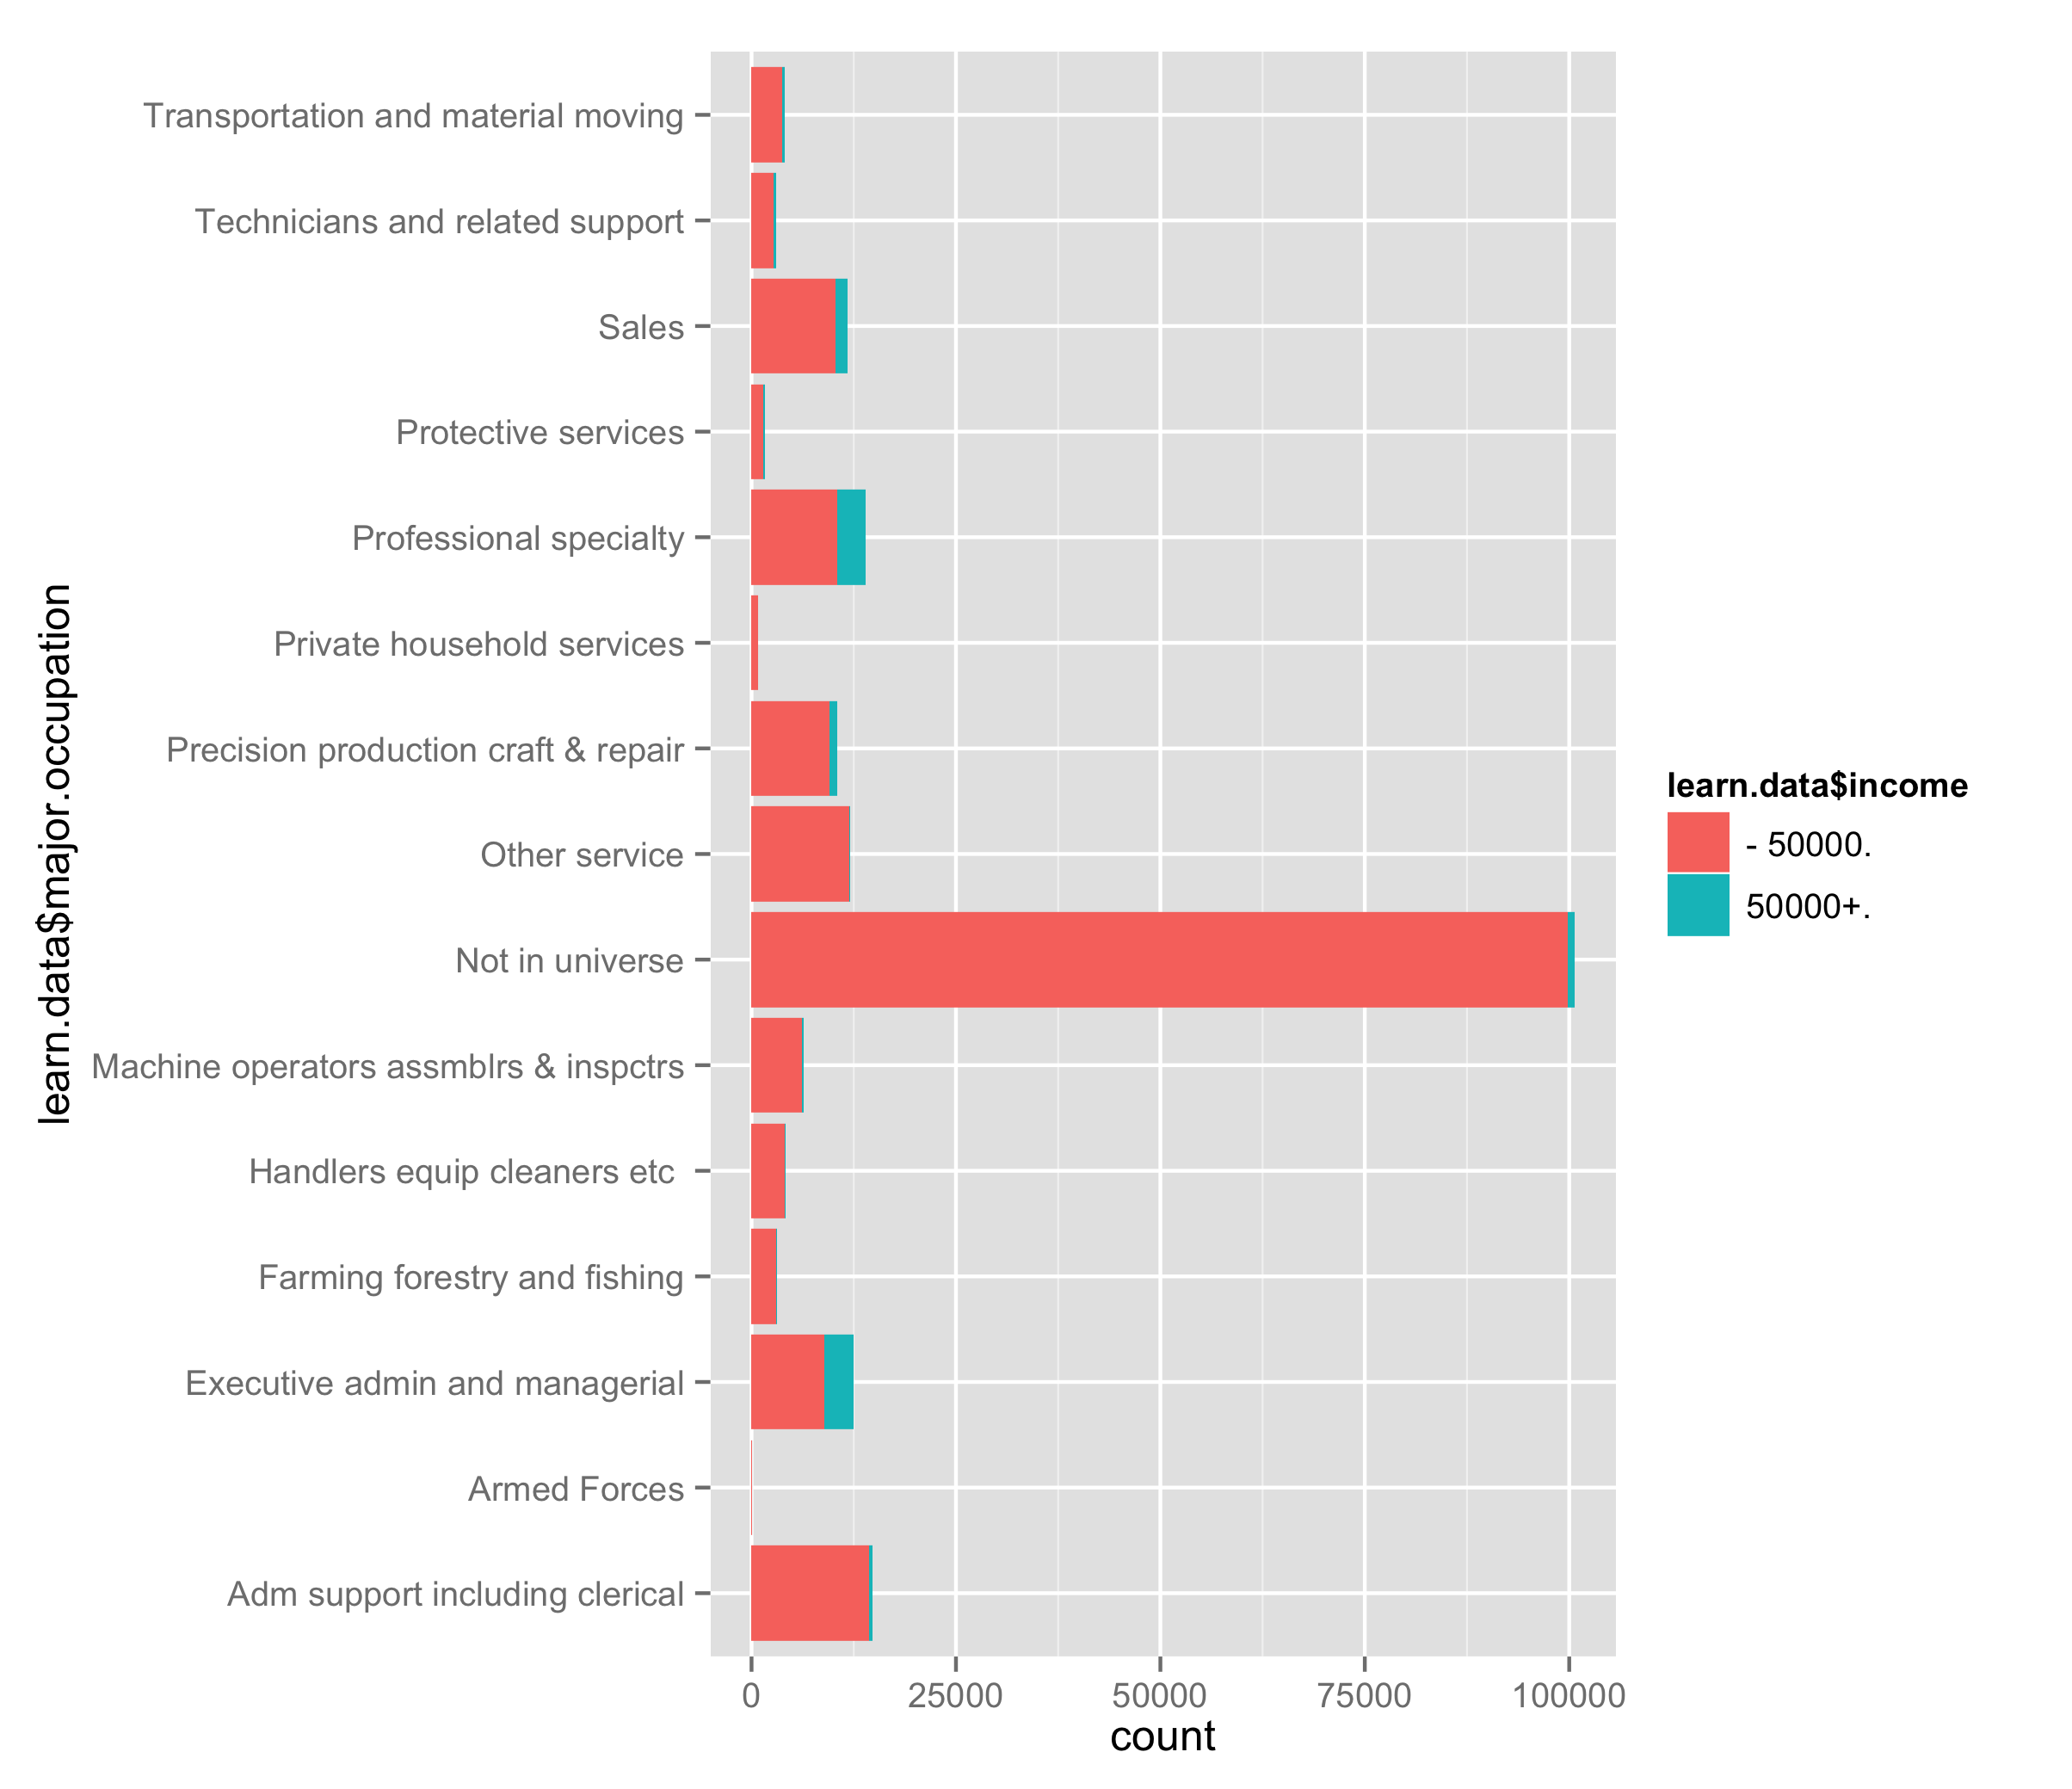 learn.data$major.occupation
Transportation and material moving
Technicians and related support
Sales
Protective services
Professional specialty
Private household services
Precision production craft & repair
Other service
Not in universe
Machine operators assmblrs & inspctrs
Handlers equip cleaners etc
Farming forestry and fishing
Executive admin and managerial
Armed Forces
Adm support including clerical
0 25000 50000 75000 100000
count
learn.data$income
- 50000.
50000+.